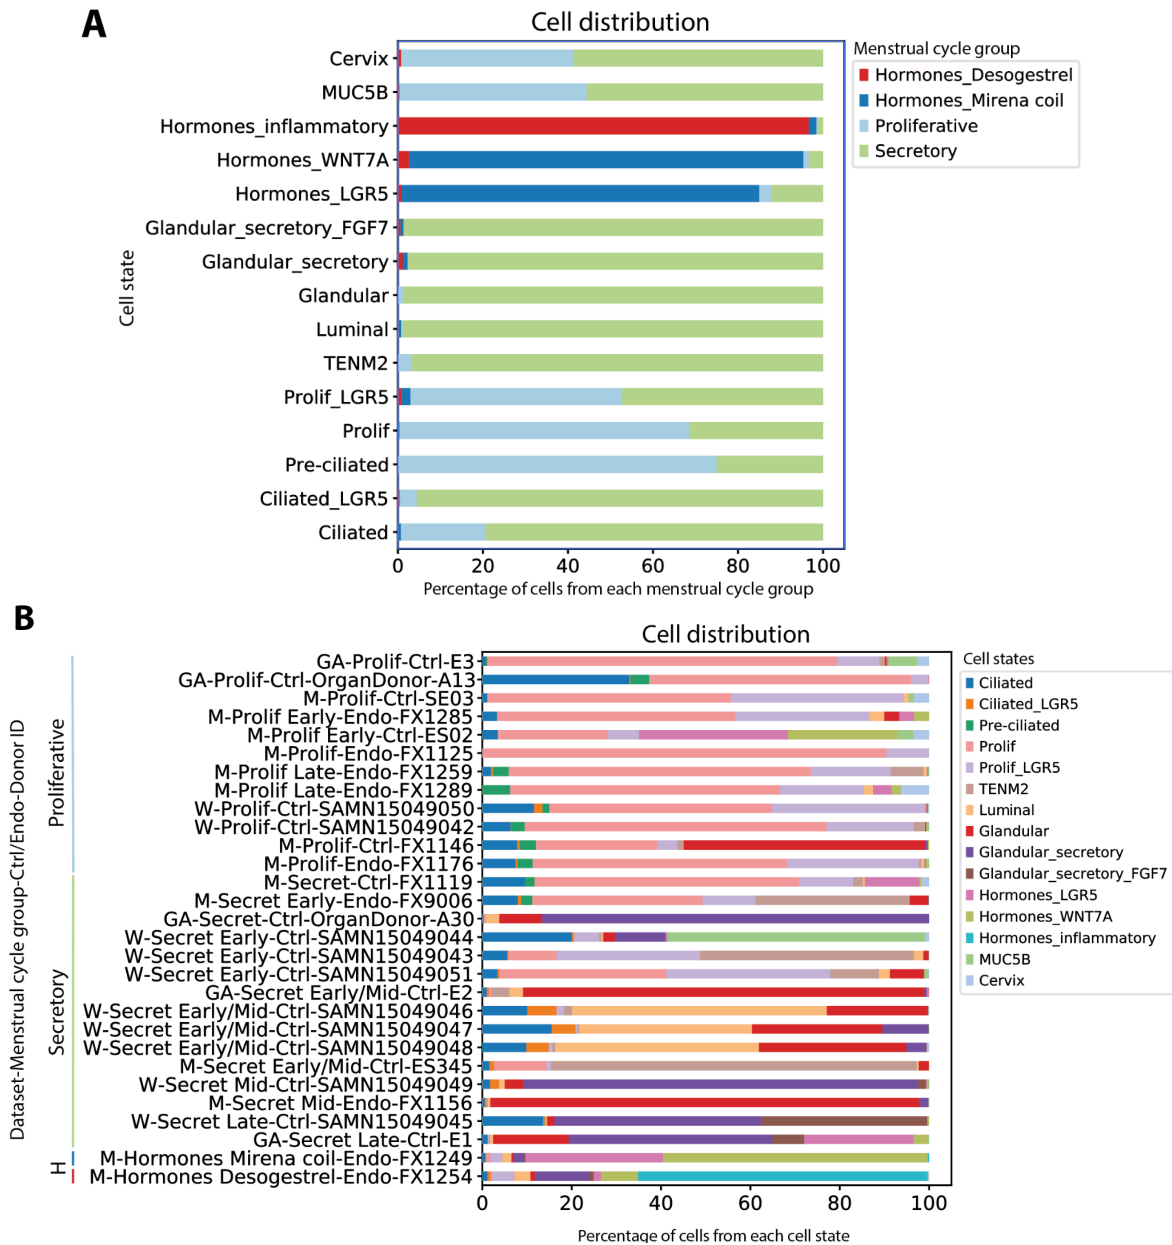 A
Cell distribution
Menstrual cycle group
Hormones_Desogestrel
Hormones_Mirena coil
Proliferative
Secretory
Cell state
Cervix
MUC5B
Hormones_inflammatory
Hormones_WNT7A
Hormones_LGR5
Glandular_secretory_FGF7
Glandular_secretory
Glandular
Luminal
TENM2
Prolif_LGR5
Prolif
Pre-ciliated
Ciliated_LGR5
Ciliated
0 20 40 60 80 100
Percentage of cells from each menstrual cycle group
B
Cell distribution
Cell states
Ciliated
Ciliated_LGR5
Pre-ciliated
Prolif
Prolif_LGR5
TENM2
Luminal
Glandular
Glandular_secretory
Glandular_secretory_FGF7
Hormones_LGR5
Hormones_WNT7A
Hormones_inflammatory
MUC5B
Cervix
Dataset-Menstrual cycle group-Ctrl/Endo-Donor ID
Proliferative
Secretory
H
GA-Prolif-Ctrl-E3
GA-Prolif-Ctrl-OrganDonor-A13
M-Prolif-Ctrl-SE03
M-Prolif Early-Endo-FX1285
M-Prolif Early-Ctrl-ES02
M-Prolif-Endo-FX1125
M-Prolif Late-Endo-FX1259
M-Prolif Late-Endo-FX1289
W-Prolif-Ctrl-SAMN15049050
W-Prolif-Ctrl-SAMN15049042
M-Prolif-Ctrl-FX1146
M-Prolif-Endo-FX1176
M-Secret-Ctrl-FX1119
M-Secret Early-Endo-FX9006
GA-Secret-Ctrl-OrganDonor-A30
W-Secret Early-Ctrl-SAMN15049044
W-Secret Early-Ctrl-SAMN15049043
W-Secret Early-Ctrl-SAMN15049051
GA-Secret Early/Mid-Ctrl-E2
W-Secret Early/Mid-Ctrl-SAMN15049046
W-Secret Early/Mid-Ctrl-SAMN15049047
W-Secret Early/Mid-Ctrl-SAMN15049048
M-Secret Early/Mid-Ctrl-ES345
W-Secret Mid-Ctrl-SAMN15049049
M-Secret Mid-Endo-FX1156
W-Secret Late-Ctrl-SAMN15049045
GA-Secret Late-Ctrl-E1
M-Hormones Mirena coil-Endo-FX1249
M-Hormones Desogestrel-Endo-FX1254
0 20 40 60 80 100
Percentage of cells from each cell state